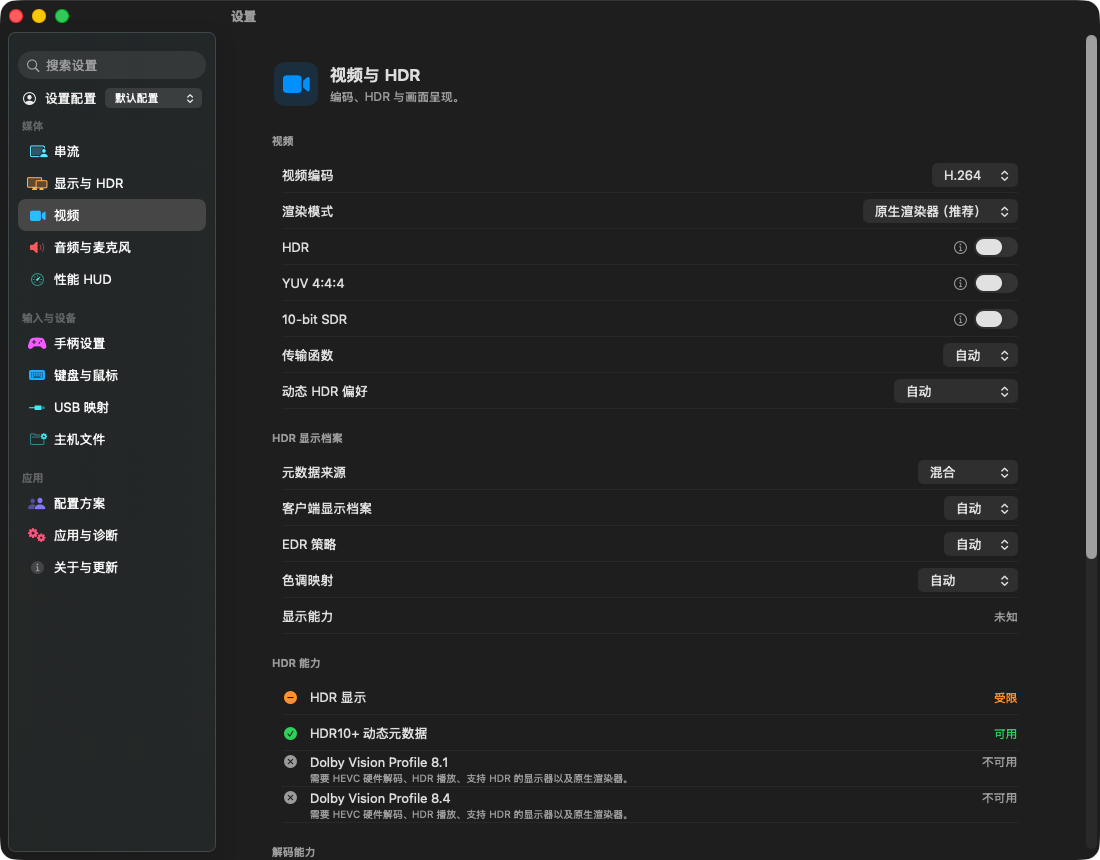 设置
搜索设置
设置配置 默认配置
媒体
串流
显示与 HDR
视频
音频与麦克风
性能 HUD
输入与设备
手柄设置
键盘与鼠标
USB 映射
主机文件
应用
配置方案
应用与诊断
关于与更新
视频与 HDR
编码、HDR 与画面呈现。
视频
视频编码 H.264
渲染模式 原生渲染器 (推荐)
HDR
YUV 4:4:4
10-bit SDR
传输函数 自动
动态 HDR 偏好 自动
HDR 显示档案
元数据来源 混合
客户端显示档案 自动
EDR 策略 自动
色调映射 自动
显示能力 未知
HDR 能力
HDR 显示 受限
HDR10+ 动态元数据 可用
Dolby Vision Profile 8.1 不可用
需要 HEVC 硬件解码、HDR 播放、支持 HDR 的显示器以及原生渲染器。
Dolby Vision Profile 8.4 不可用
需要 HEVC 硬件解码、HDR 播放、支持 HDR 的显示器以及原生渲染器。
解码能力